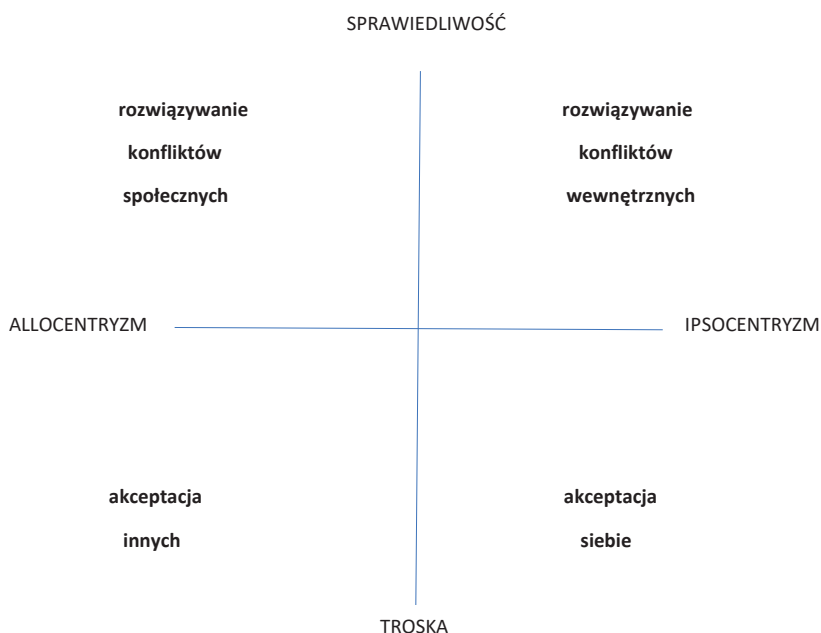 SPRAWIEDLIWOŚĆ
rozwiązywanie
konfliktów
społecznych
rozwiązywanie
konfliktów
wewnętrznych
ALLOCENTRYZM
IPSOCENTRYZM
akceptacja
innych
akceptacja
siebie
TROSKA